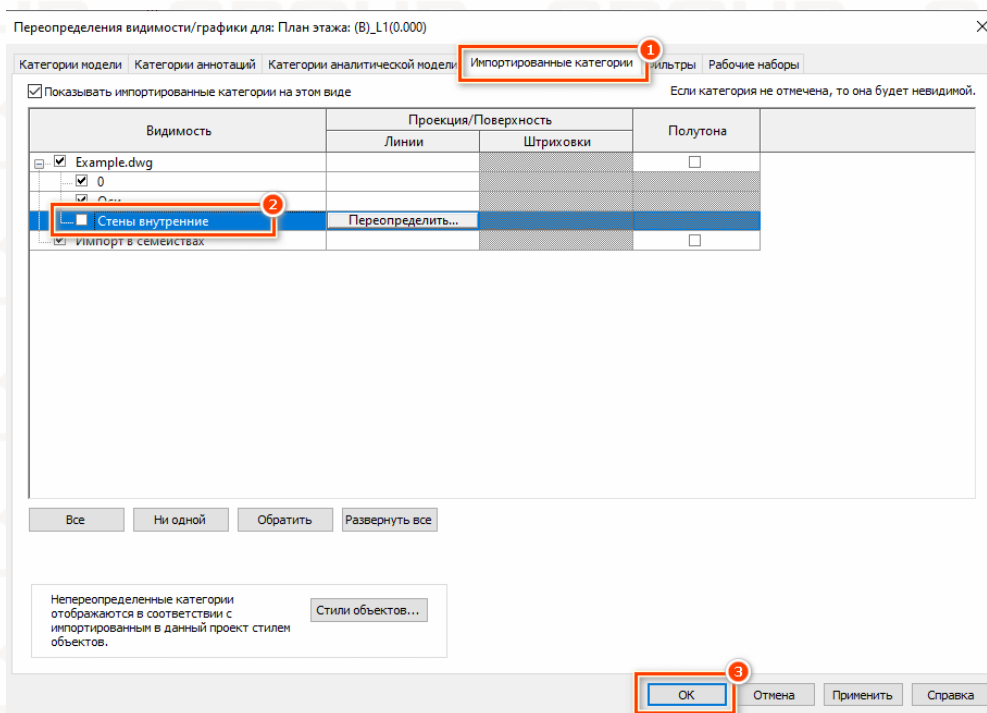 Переопределения видимости/графики для: План этажа: (B)_L1(0.000)
1
Категории модели Категории аннотаций Категории аналитической модели Импортированные категории Фильтры Рабочие наборы
Показывать импортированные категории на этом виде Если категория не отмечена, то она будет невидимой.
Видимость Проекция/Поверхность Полутона
Линии Штриховки
Example.dwg
0
Оси
2
Стены внутренние Переопределить...
Импорт в семействах
Все Ни одной Обратить Развернуть все
Непереопределенные категории
отображаются в соответствии с
импортированным в данный проект стилем
объектов.
Стили объектов...
3
OK Отмена Применить Справка